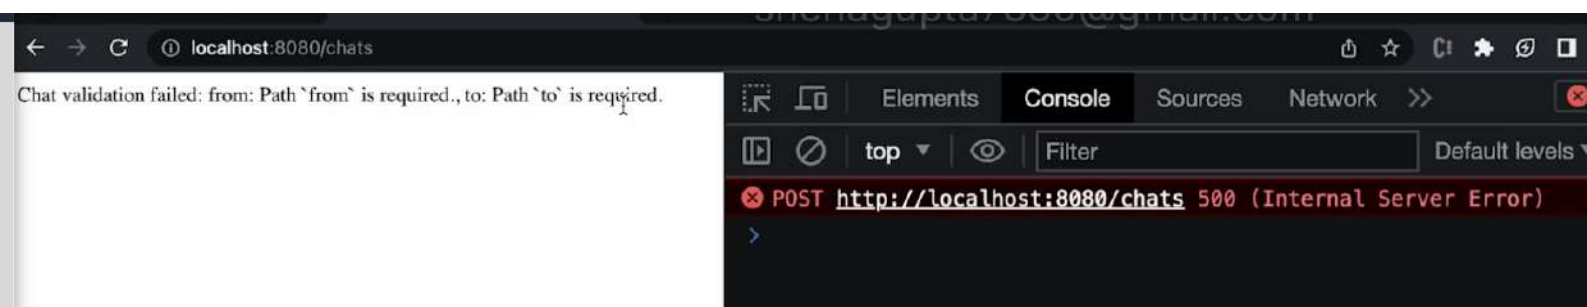 localhost:8080/chats
Chat validation failed: from: Path `from` is required., to: Path `to` is required.
Elements Console Sources Network >>
top Filter Default levels
POST http://localhost:8080/chats 500 (Internal Server Error)
>